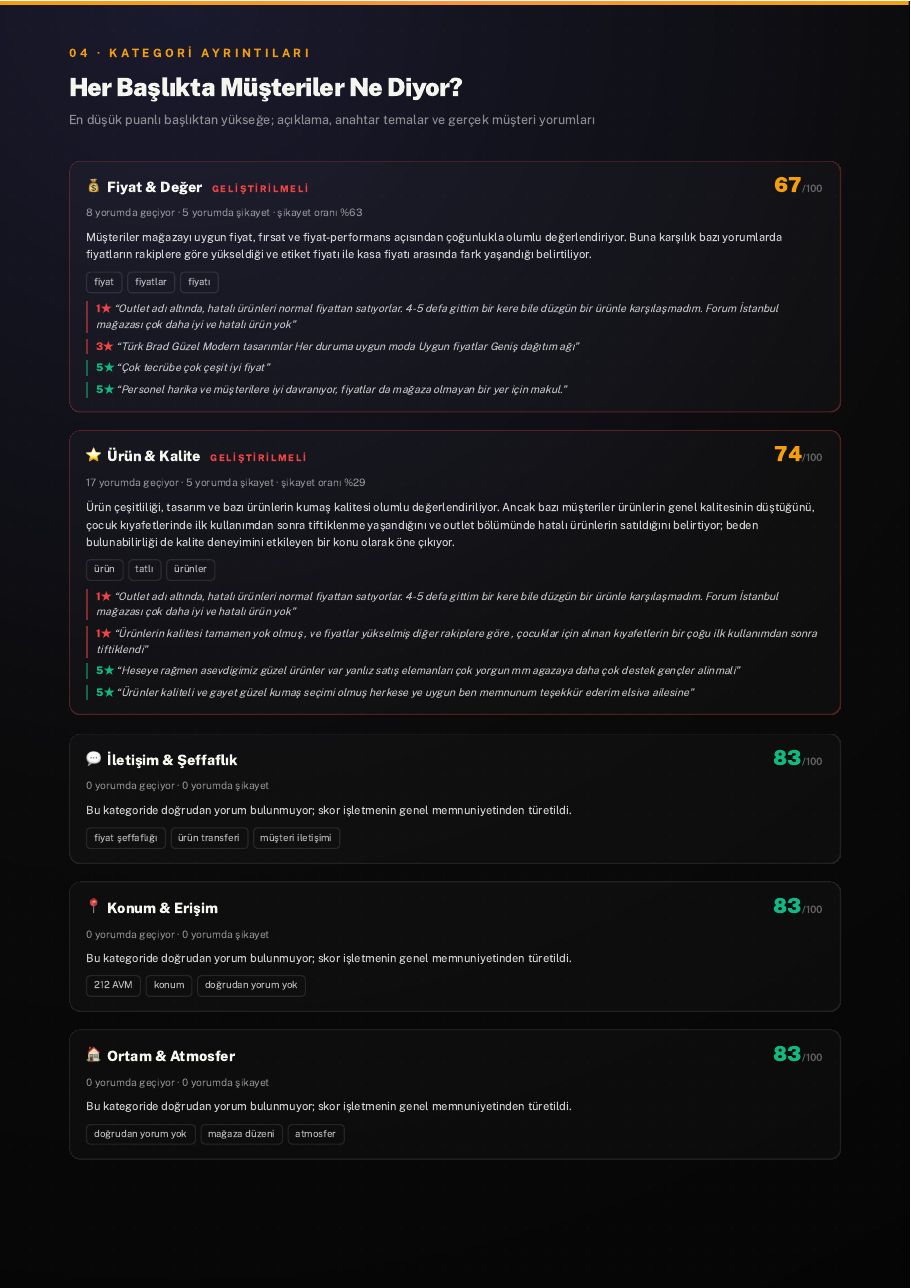 04 · KATEGORİ AYRINTILARI
Her Başlıkta Müşteriler Ne Diyor?
En düşük puanlı başlıktan yükseğe; açıklama, anahtar temalar ve gerçek müşteri yorumları
Fiyat & Değer GELİŞTİRİLMELİ 67/100
8 yorumda geçiyor · 5 yorumda şikayet · şikayet oranı %63
Müşteriler mağazayı uygun fiyat, fırsat ve fiyat-performans açısından çoğunlukla olumlu değerlendiriyor. Buna karşılık bazı yorumlarda
fiyatların rakiplere göre yükseldiği ve etiket fiyatı ile kasa fiyatı arasında fark yaşandığı belirtiliyor.
fiyat fiyatlar fiyatı
1★ “Outlet adı altında, hatalı ürünleri normal fiyattan satıyorlar. 4-5 defa gittim bir kere bile düzgün bir ürünle karşılaşmadım. Forum İstanbul
mağazası çok daha iyi ve hatalı ürün yok”
3★ “Türk Brad Güzel Modern tasarımlar Her duruma uygun moda Uygun fiyatlar Geniş dağıtım ağı”
5★ “Çok tecrübe çok çeşit iyi fiyat”
5★ “Personel harika ve müşterilere iyi davranıyor, fiyatlar da mağaza olmayan bir yer için makul.”
Ürün & Kalite GELİŞTİRİLMELİ 74/100
17 yorumda geçiyor · 5 yorumda şikayet · şikayet oranı %29
Ürün çeşitliliği, tasarım ve bazı ürünlerin kumaş kalitesi olumlu değerlendiriliyor. Ancak bazı müşteriler ürünlerin genel kalitesinin düştüğünü,
çocuk kıyafetlerinde ilk kullanımdan sonra tiftiklenme yaşandığını ve outlet bölümünde hatalı ürünlerin satıldığını belirtiyor; beden
bulunabilirliği de kalite deneyimini etkileyen bir konu olarak öne çıkıyor.
ürün tatlı ürünler
1★ “Outlet adı altında, hatalı ürünleri normal fiyattan satıyorlar. 4-5 defa gittim bir kere bile düzgün bir ürünle karşılaşmadım. Forum İstanbul
mağazası çok daha iyi ve hatalı ürün yok”
1★ “Ürünlerin kalitesi tamamen yok olmuş , ve fiyatlar yükselmiş diğer rakiplere göre , çocuklar için alınan kıyafetlerin bir çoğu ilk kullanımdan sonra
tiftiklendi”
5★ “Heseye rağmen asevdigimiz güzel ürünler var yanlız satış elemanları çok yorgun mm agazaya daha çok destek gençler alinmali”
5★ “Ürünler kaliteli ve gayet güzel kumaş seçimi olmuş herkese ye uygun ben memnunum teşekkür ederim elsiva ailesine”
İletişim & Şeffaflık 83/100
0 yorumda geçiyor · 0 yorumda şikayet
Bu kategoride doğrudan yorum bulunmuyor; skor işletmenin genel memnuniyetinden türetildi.
fiyat şeffaflığı ürün transferi müşteri iletişimi
Konum & Erişim 83/100
0 yorumda geçiyor · 0 yorumda şikayet
Bu kategoride doğrudan yorum bulunmuyor; skor işletmenin genel memnuniyetinden türetildi.
212 AVM konum doğrudan yorum yok
Ortam & Atmosfer 83/100
0 yorumda geçiyor · 0 yorumda şikayet
Bu kategoride doğrudan yorum bulunmuyor; skor işletmenin genel memnuniyetinden türetildi.
doğrudan yorum yok mağaza düzeni atmosfer